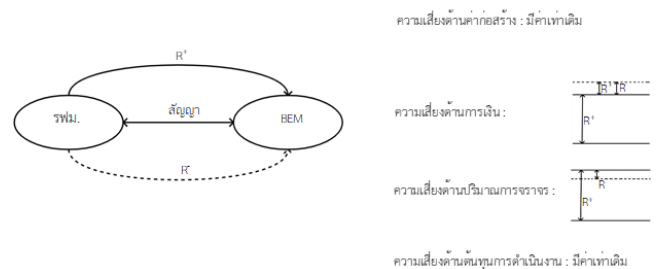 ความเสี่ยงด้านค่าก่อสร้าง : มีค่าเท่าเดิม
R⁺
รฟม.
สัญญา
BEM
R⁻
ความเสี่ยงด้านการเงิน :
R⁺ R⁻
R⁺
ความเสี่ยงด้านปริมาณการจราจร :
R⁻
R⁺
ความเสี่ยงด้านต้นทุนการดำเนินงาน : มีค่าเท่าเดิม